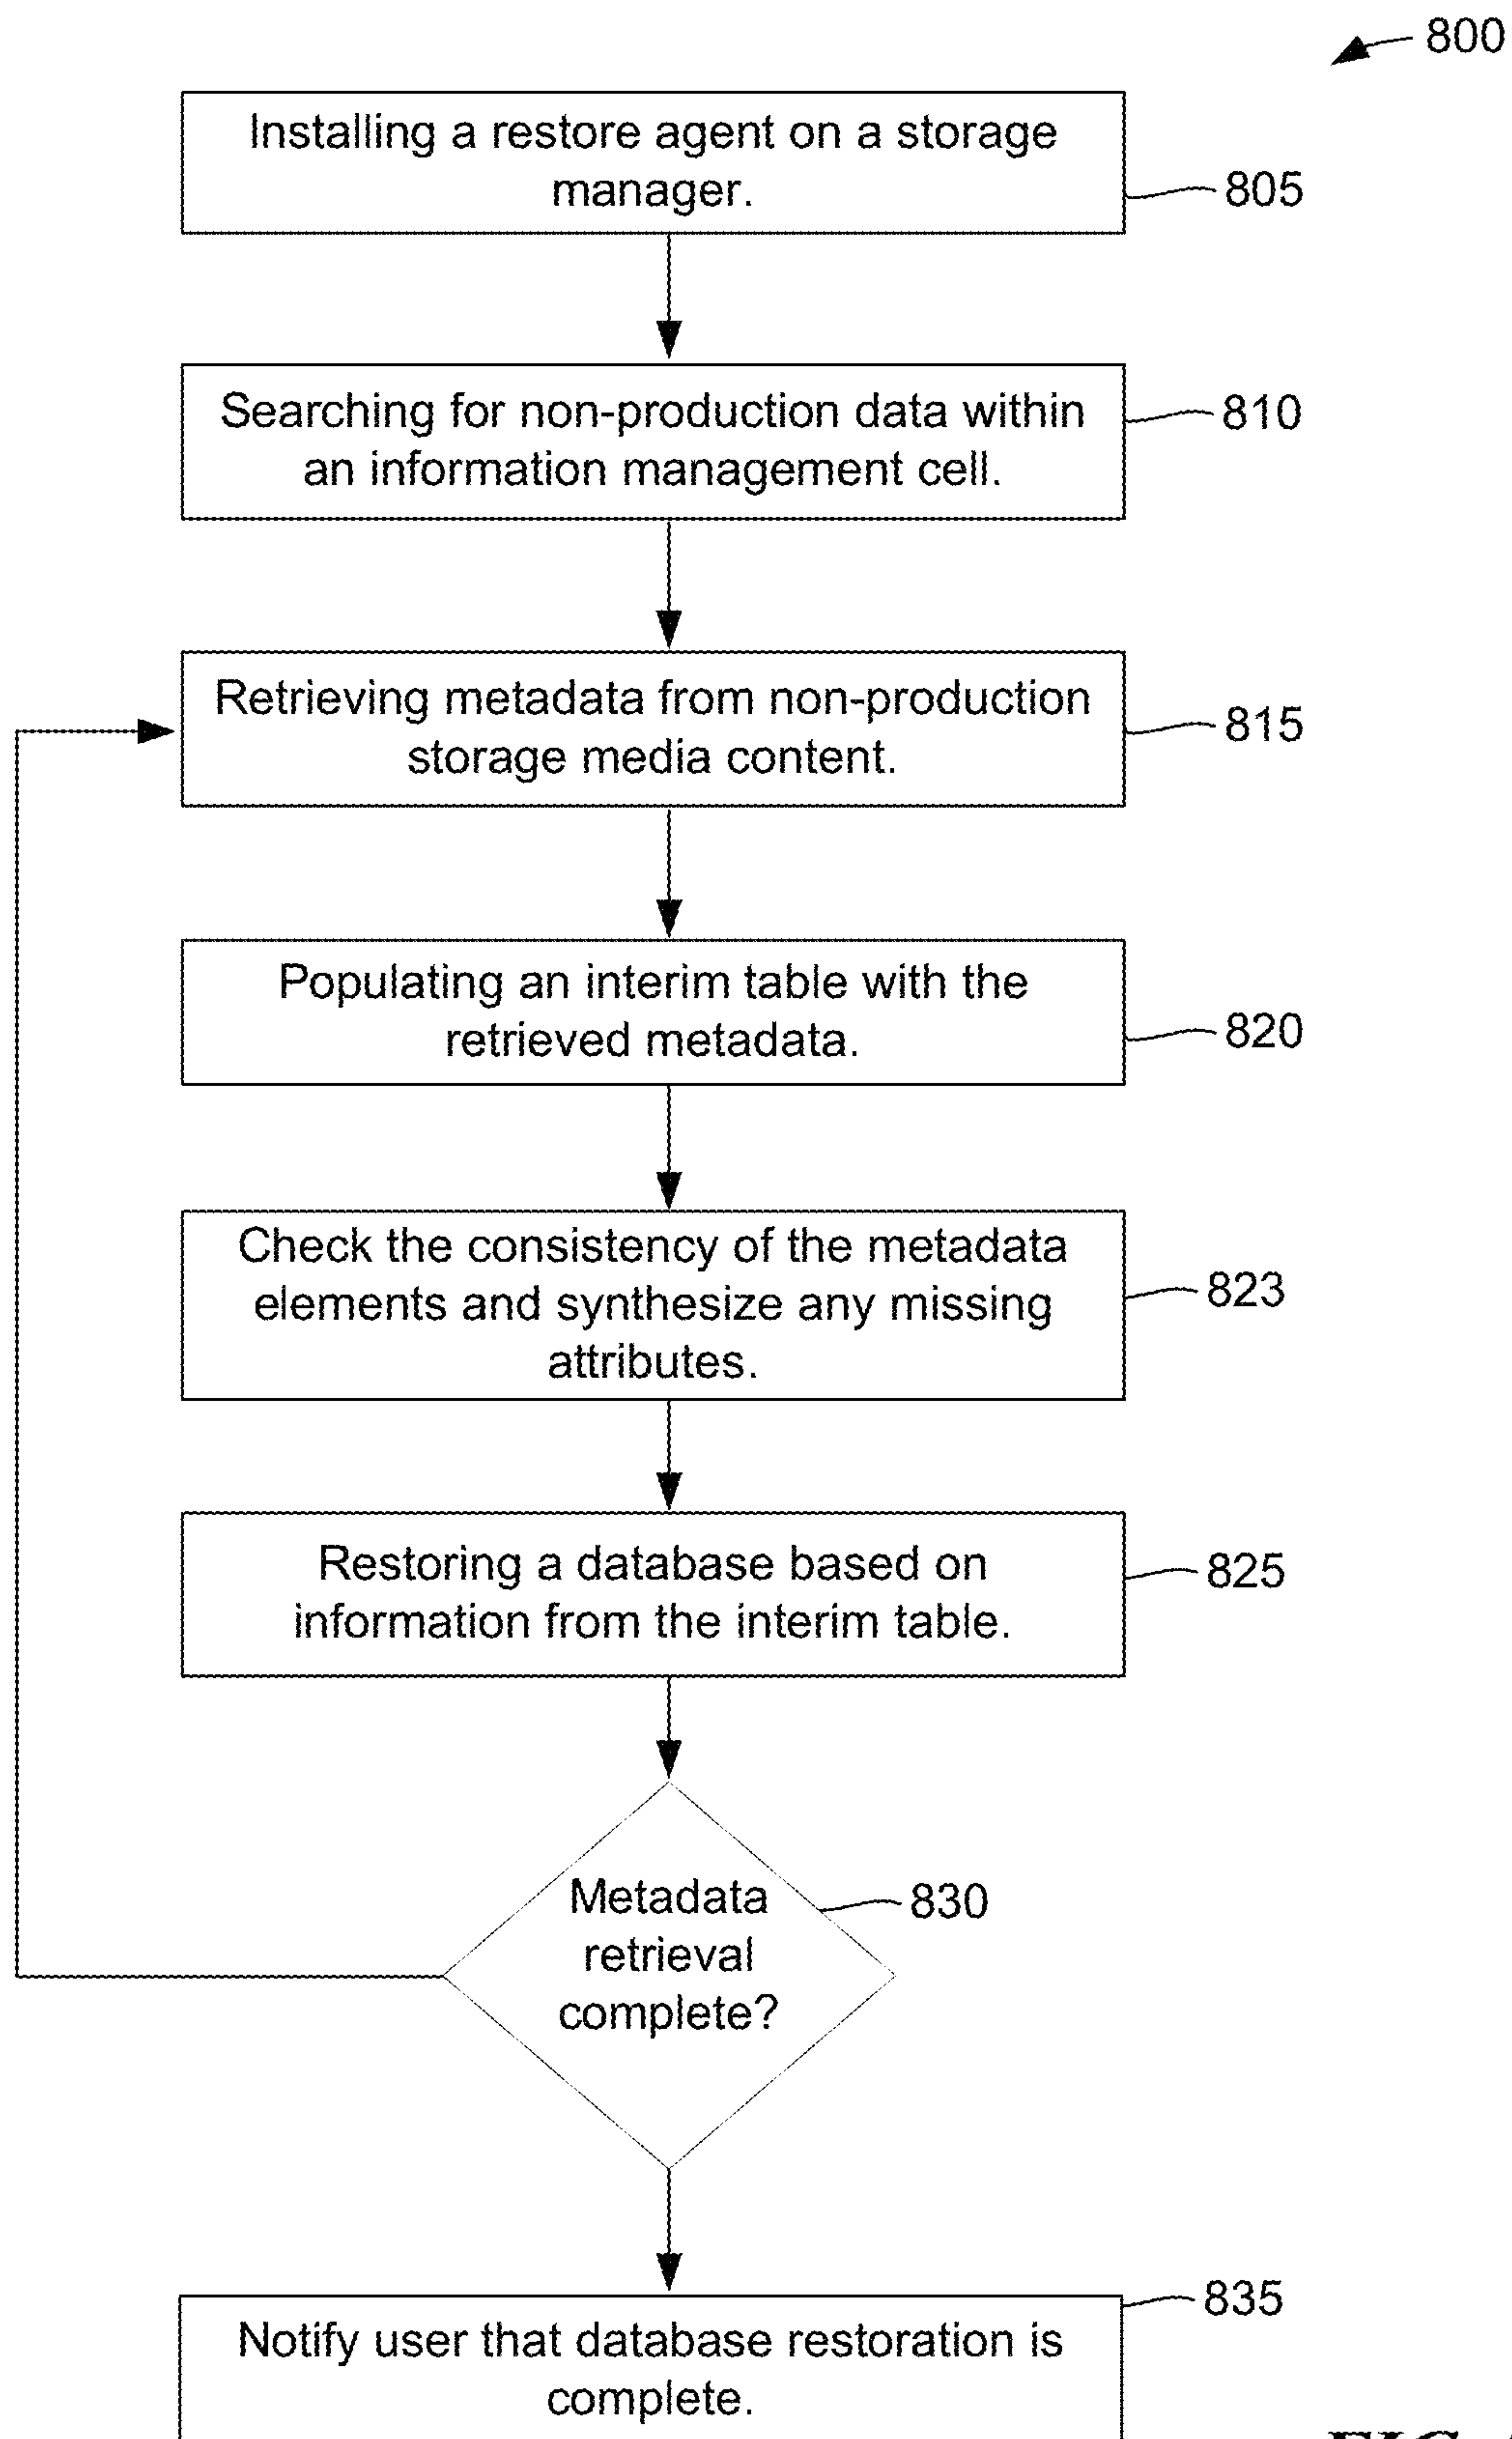 800
Installing a restore agent on a storage
manager.
805
Searching for non-production data within
an information management cell.
810
Retrieving metadata from non-production
storage media content.
815
Populating an interim table with the
retrieved metadata.
820
Check the consistency of the metadata
elements and synthesize any missing
attributes.
823
Restoring a database based on
information from the interim table.
825
Metadata
retrieval
complete?
830
835
Notify user that database restoration is
complete.